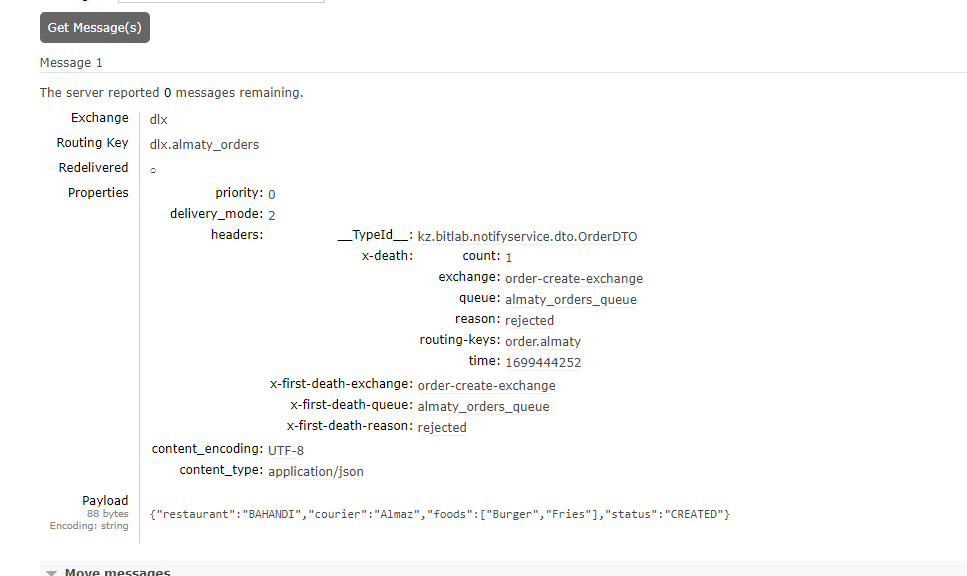 Get Message(s)
Message 1
The server reported 0 messages remaining.
Exchange dlx
Routing Key dlx.almaty_orders
Redelivered ○
Properties priority: 0
delivery_mode: 2
headers: __TypeId__: kz.bitlab.notifyservice.dto.OrderDTO
x-death: count: 1
exchange: order-create-exchange
queue: almaty_orders_queue
reason: rejected
routing-keys: order.almaty
time: 1699444252
x-first-death-exchange: order-create-exchange
x-first-death-queue: almaty_orders_queue
x-first-death-reason: rejected
content_encoding: UTF-8
content_type: application/json
Payload
88 bytes
Encoding: string
{"restaurant":"BAHANDI","courier":"Almaz","foods":["Burger","Fries"],"status":"CREATED"}
Move messages